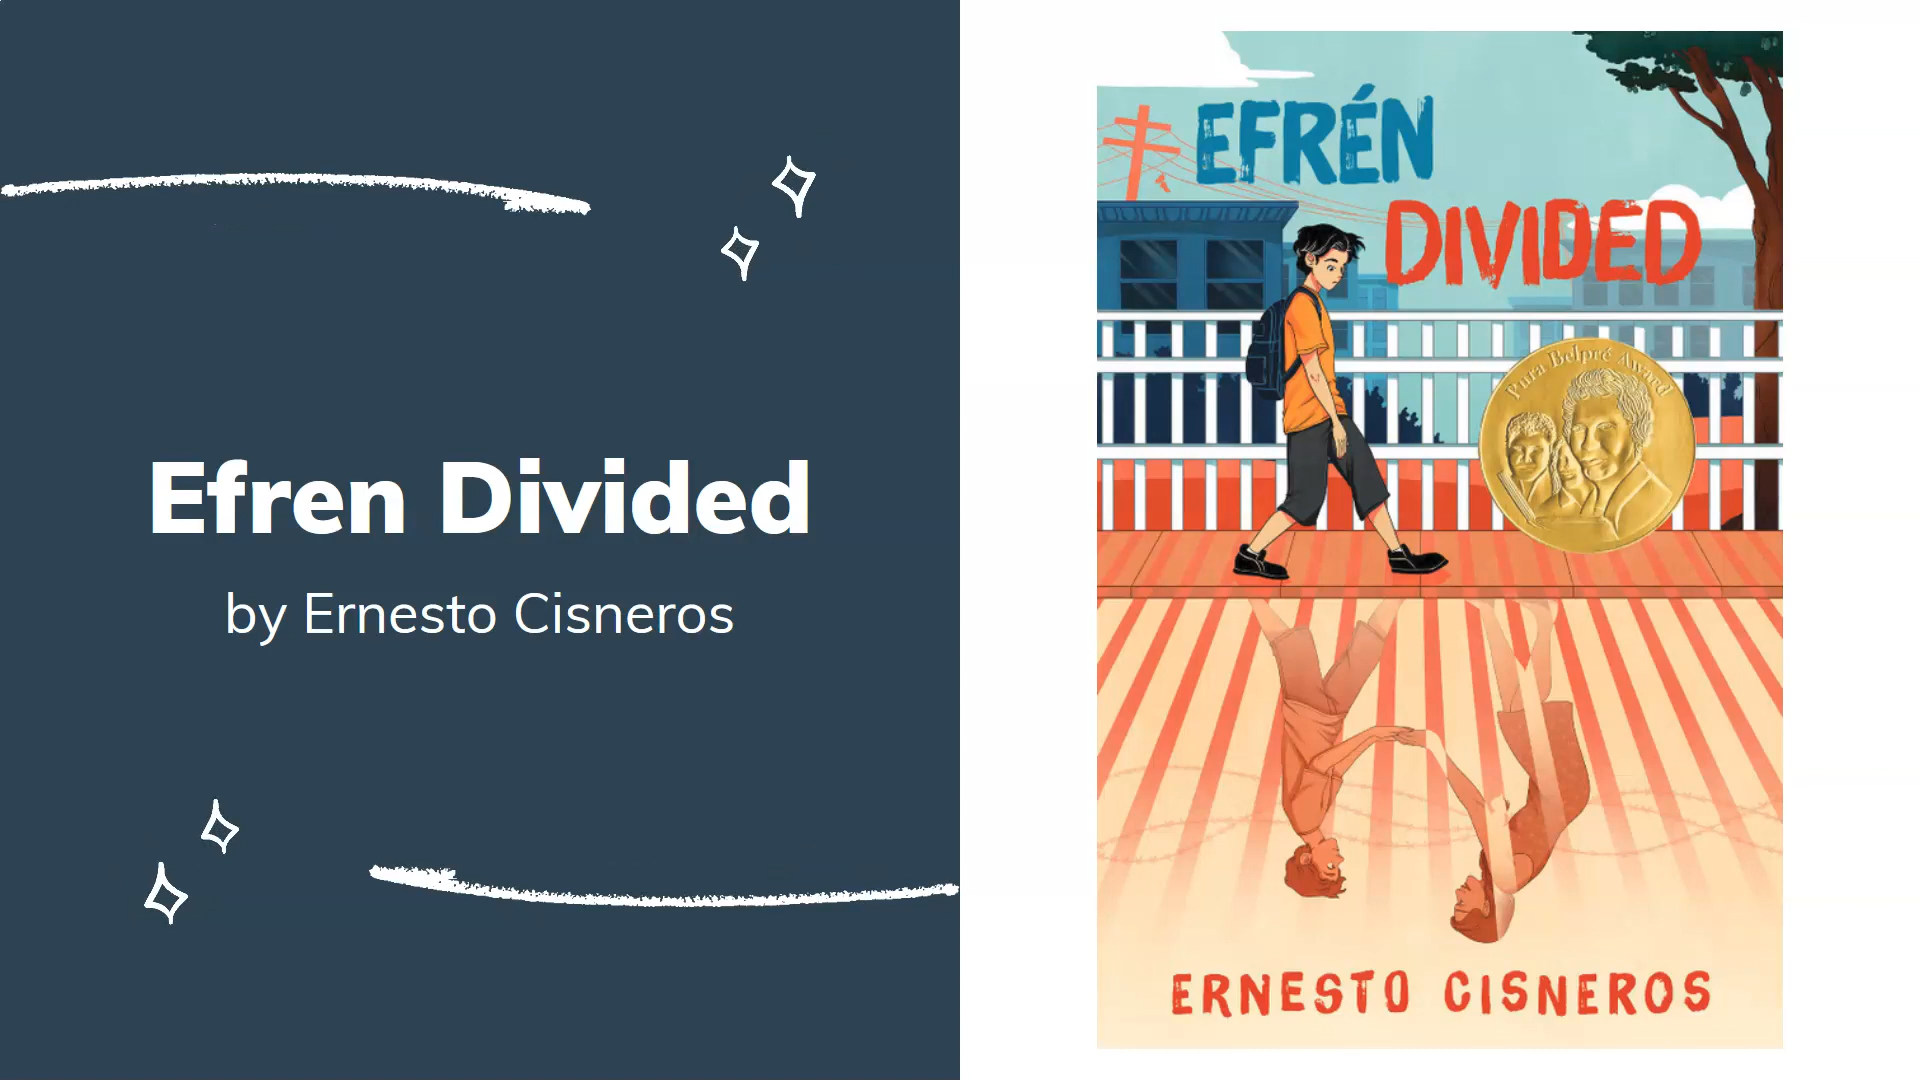 Efren Divided
by Ernesto Cisneros
EFRÉN
DIVIDED
Pura Belpré Award
ERNESTO CISNEROS